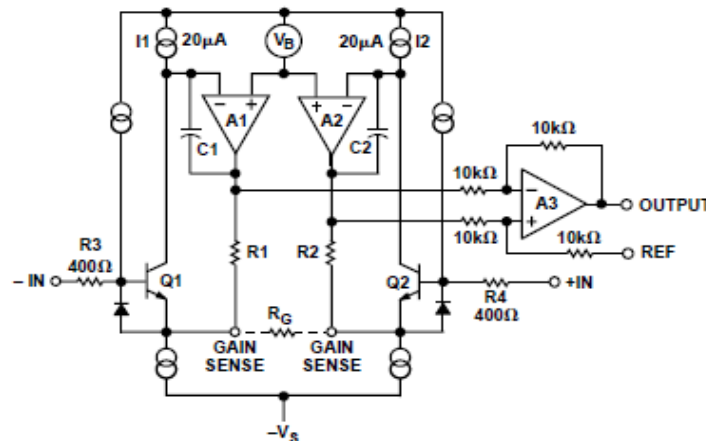 I1 20µA VB 20µA I2
− + + −
A1 A2
C1 C2
10kΩ
10kΩ
−
A3
+
OUTPUT
10kΩ 10kΩ
REF
R3
400Ω
R1 R2
− IN Q1 Q2 +IN
R4
400Ω
RG
GAIN
SENSE
GAIN
SENSE
−VS